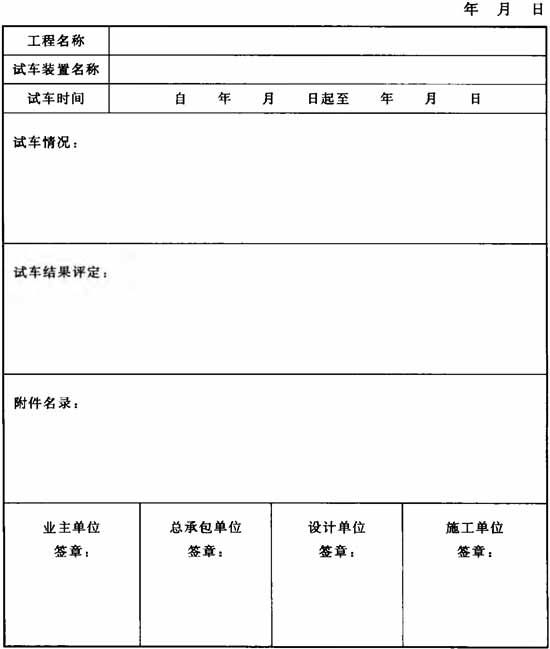 年 月 日
工程名称
试车装置名称
试车时间 自 年 月 日起至 年 月 日
试车情况：
试车结果评定：
附件名录：
业主单位 总承包单位 设计单位 施工单位
签章： 签章： 签章： 签章：